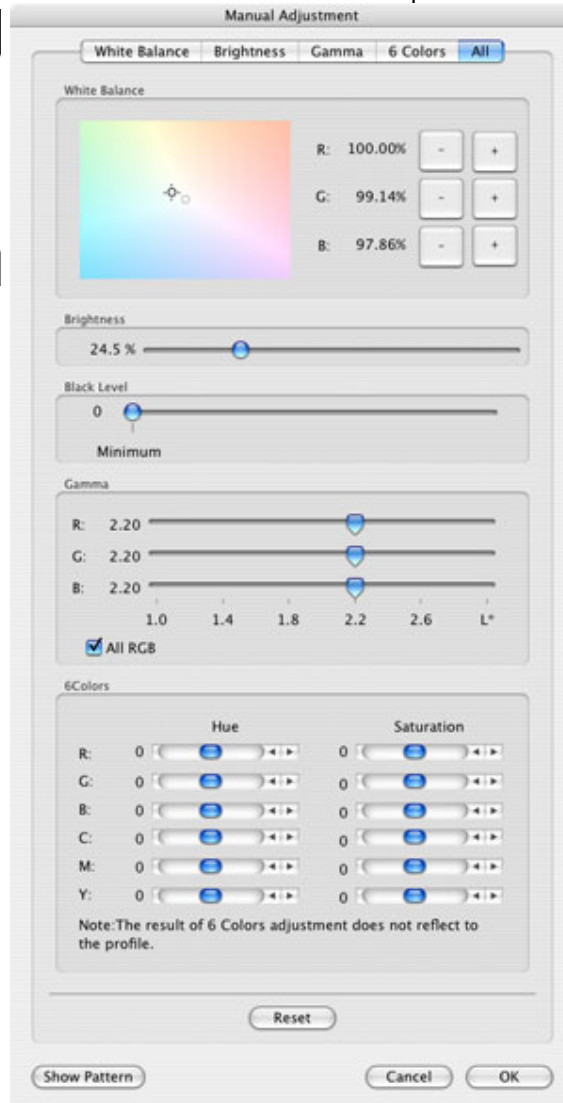 Manual Adjustment
White Balance Brightness Gamma 6 Colors All
White Balance
R: 100.00% - +
G: 99.14% - +
B: 97.86% - +
Brightness
24.5 %
Black Level
0
Minimum
Gamma
R: 2.20
G: 2.20
B: 2.20
1.0 1.4 1.8 2.2 2.6 L*
All RGB
6Colors
Hue Saturation
R: 0 0
G: 0 0
B: 0 0
C: 0 0
M: 0 0
Y: 0 0
Note:The result of 6 Colors adjustment does not reflect to
the profile.
Reset
Show Pattern Cancel OK